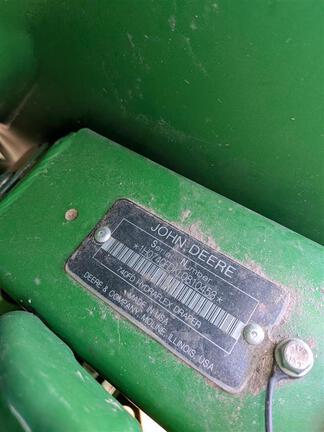 JOHN DEERE
Serial Number
740FD HYDRAFLEX DRAPER
* MADE IN USA *
DEERE & COMPANY MOLINE, ILLINOIS, USA